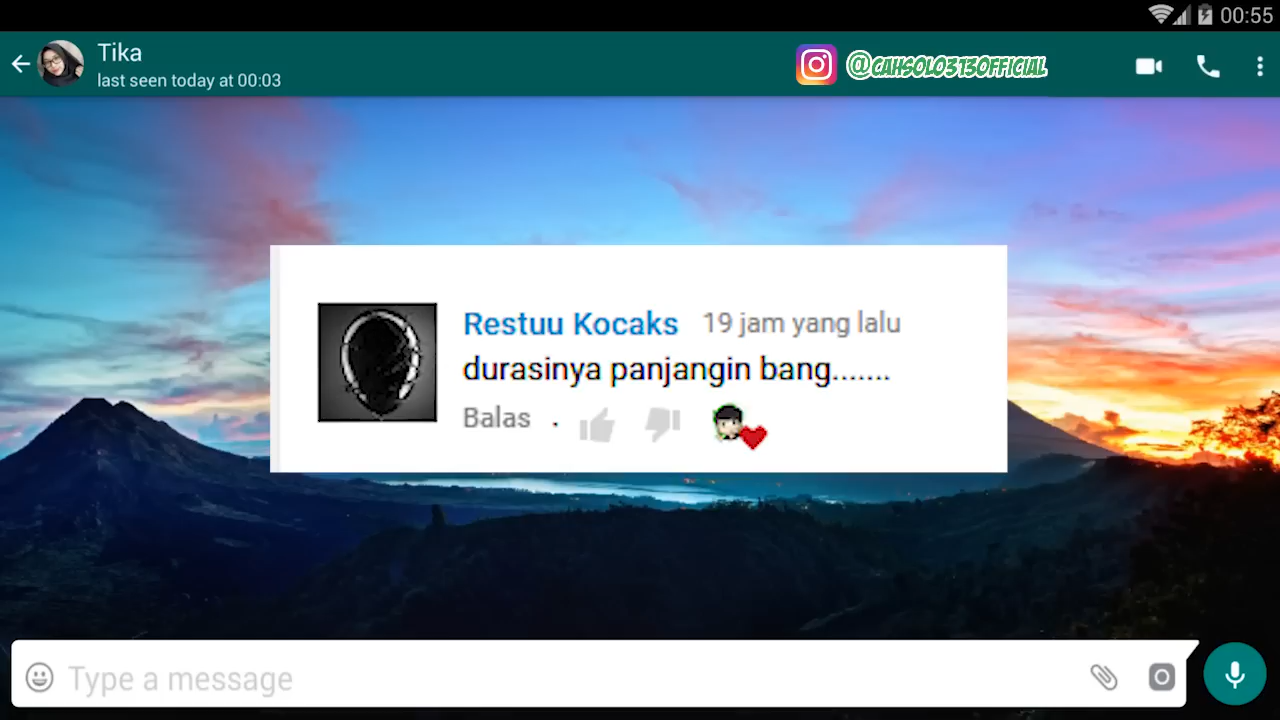 00:55
Tika
last seen today at 00:03
@CAHSOLO313OFFICIAL
Restuu Kocaks 19 jam yang lalu
durasinya panjangin bang.......
Balas
Type a message